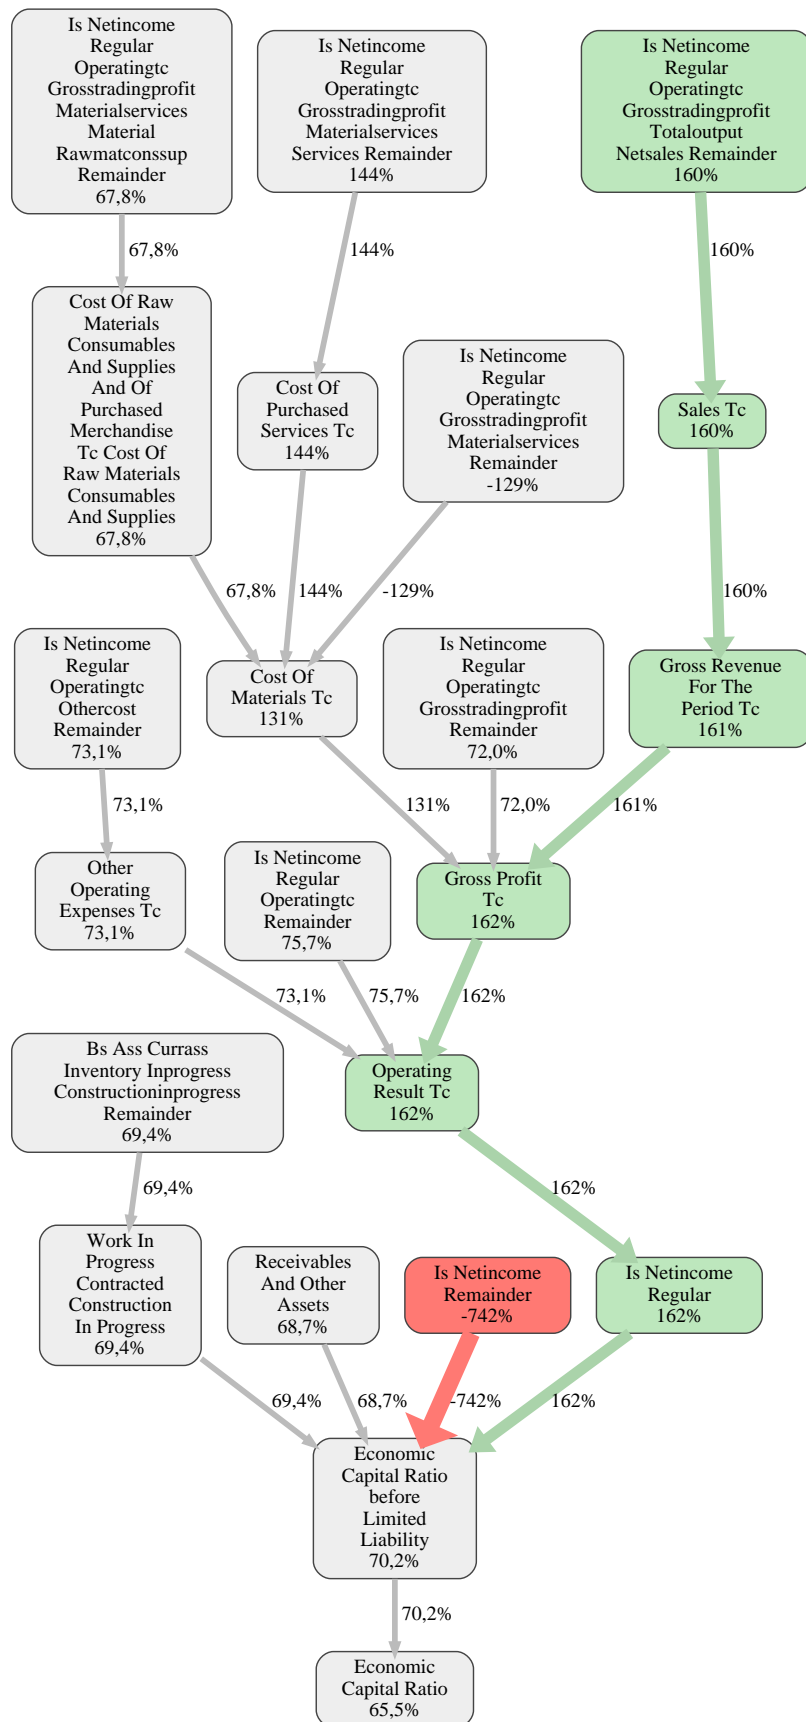 Is Netincome
Regular
Operatingtc
Grosstradingprofit
Materialservices
Material
Rawmatconssup
Remainder
67,8%
Is Netincome
Regular
Operatingtc
Grosstradingprofit
Materialservices
Services Remainder
144%
Is Netincome
Regular
Operatingtc
Grosstradingprofit
Totaloutput
Netsales Remainder
160%
67,8%
144%
160%
Cost Of Raw
Materials
Consumables
And Supplies
And Of
Purchased
Merchandise
Tc Cost Of
Raw Materials
Consumables
And Supplies
67,8%
Cost Of
Purchased
Services Tc
144%
Is Netincome
Regular
Operatingtc
Grosstradingprofit
Materialservices
Remainder
-129%
Sales Tc
160%
67,8%
144%
-129%
160%
Is Netincome
Regular
Operatingtc
Othercost
Remainder
73,1%
Cost Of
Materials Tc
131%
Is Netincome
Regular
Operatingtc
Grosstradingprofit
Remainder
72,0%
Gross Revenue
For The
Period Tc
161%
73,1%
131%
72,0%
161%
Other
Operating
Expenses Tc
73,1%
Is Netincome
Regular
Operatingtc
Remainder
75,7%
Gross Profit
Tc
162%
73,1%
75,7%
162%
Bs Ass Currass
Inventory Inprogress
Constructioninprogress
Remainder
69,4%
Operating
Result Tc
162%
69,4%
162%
Work In
Progress
Contracted
Construction
In Progress
69,4%
Receivables
And Other
Assets
68,7%
Is Netincome
Remainder
-742%
Is Netincome
Regular
162%
69,4%
68,7%
-742%
162%
Economic
Capital Ratio
before
Limited
Liability
70,2%
70,2%
Economic
Capital Ratio
65,5%